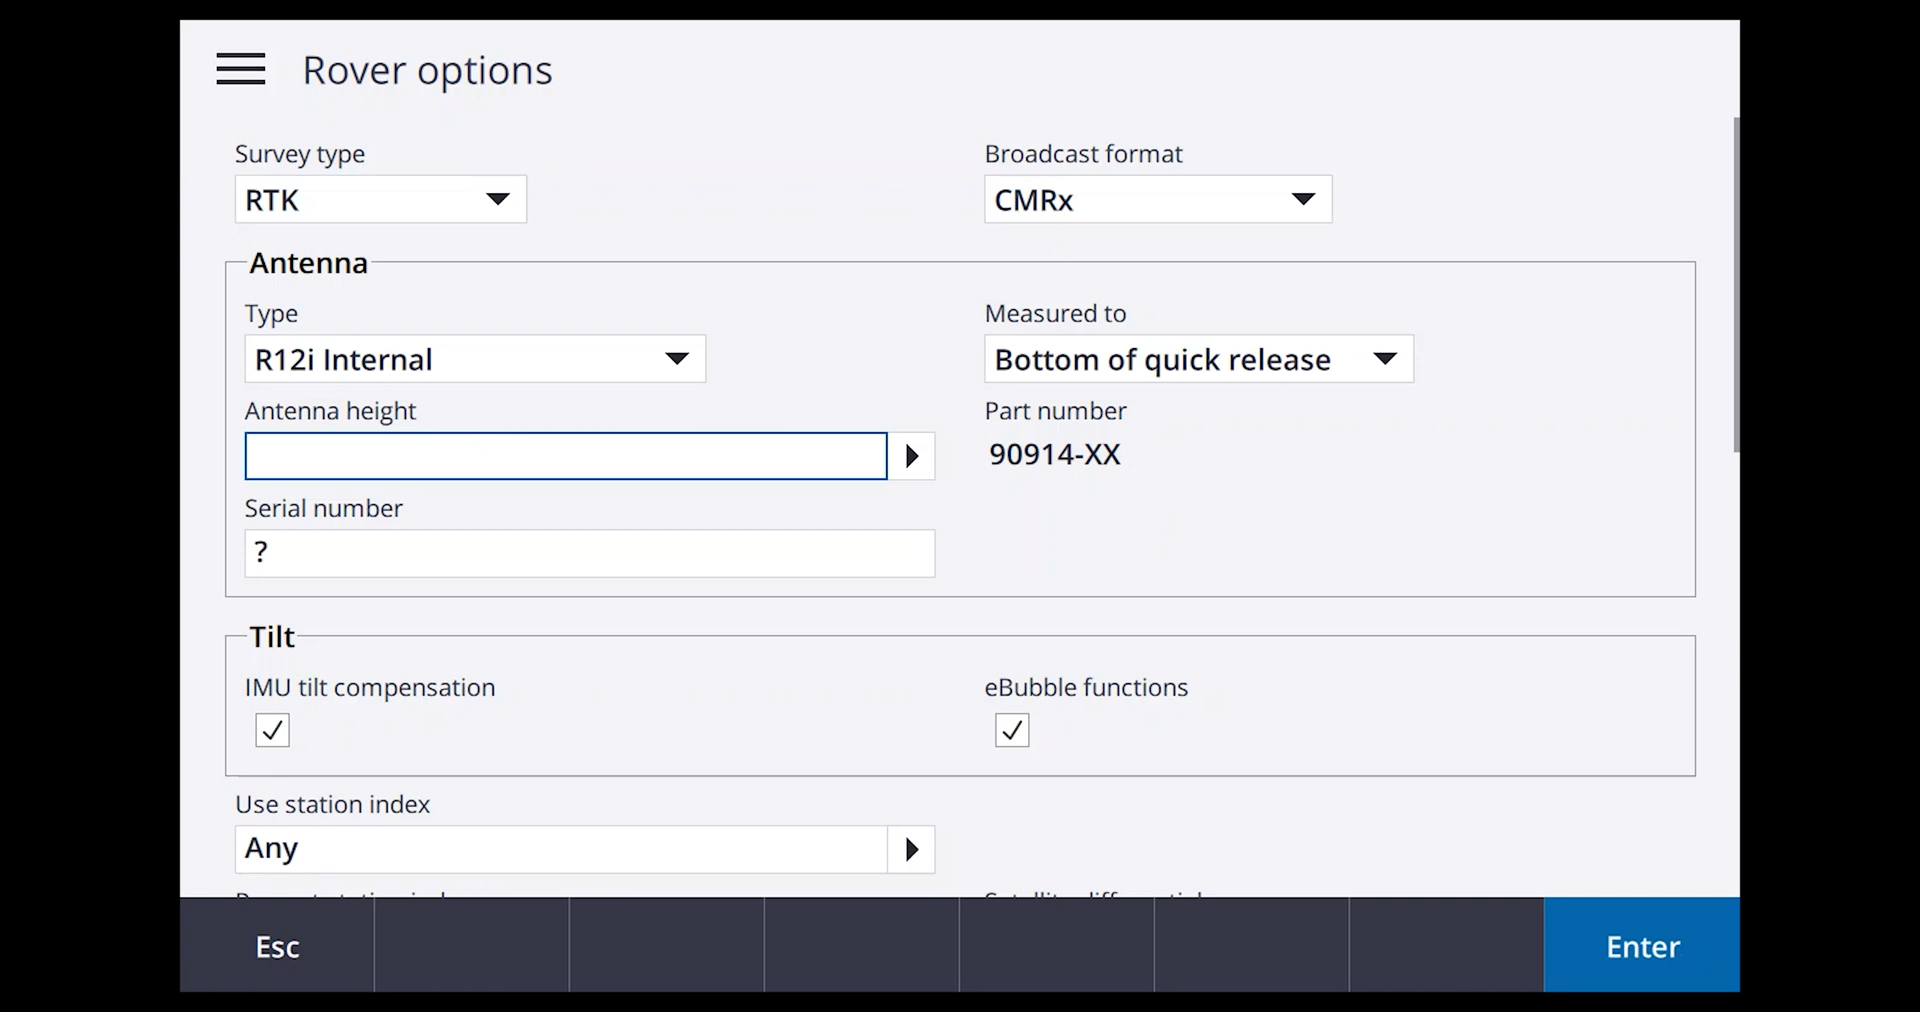 Rover options
Survey type
Broadcast format
RTK
CMRx
Antenna
Type
Measured to
R12i Internal
Bottom of quick release
Antenna height
Part number
90914-XX
Serial number
?
Tilt
IMU tilt compensation
eBubble functions
Use station index
Any
Esc
Enter